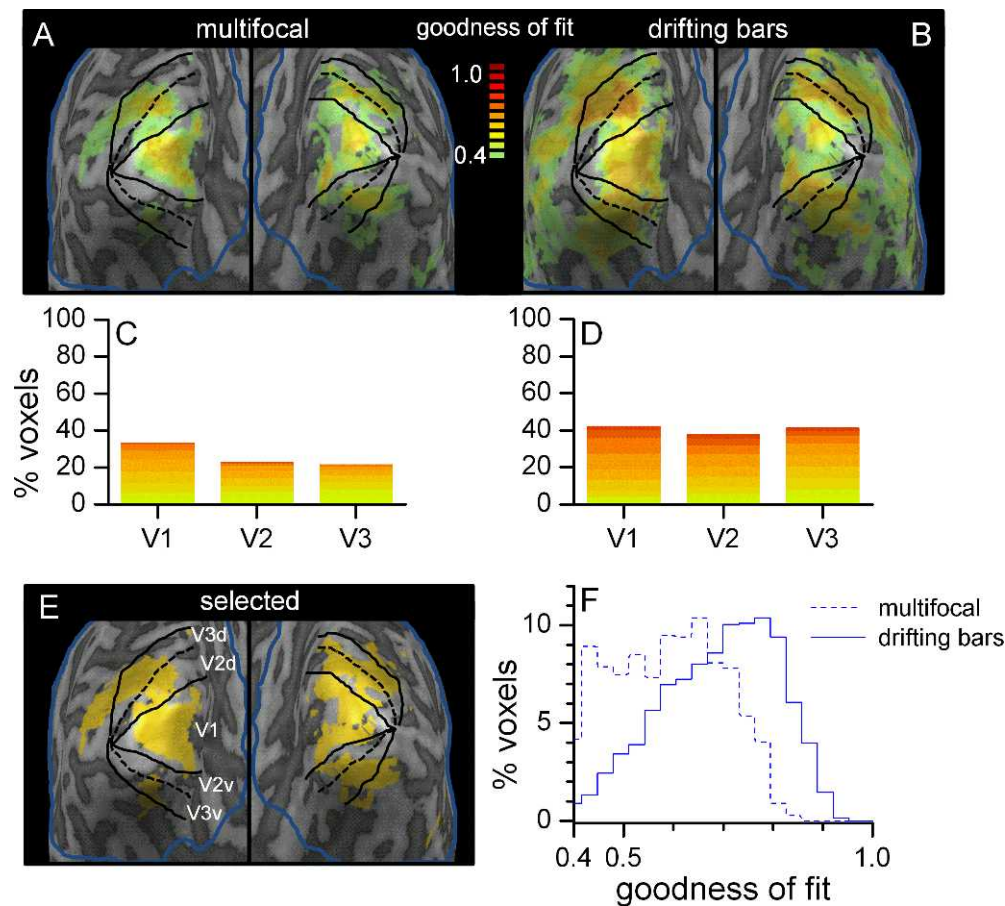 A multifocal goodness of fit drifting bars B
1.0
0.4
C
100
80
60
40
20
0
% voxels
V1 V2 V3
D
100
80
60
40
20
0
V1 V2 V3
E selected
V3d
V2d
V1
V2v
V3v
F
10
5
0
% voxels
0.4 0.5 1.0
goodness of fit
multifocal
drifting bars